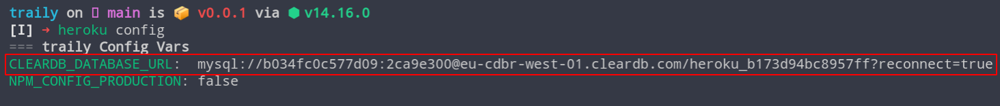 traily on main is v0.0.1 via v14.16.0
[I] → heroku config
=== traily Config Vars
CLEARDB_DATABASE_URL: mysql://b034fc0c577d09:2ca9e300@eu-cdbr-west-01.cleardb.com/heroku_b173d94bc8957ff?reconnect=true
NPM_CONFIG_PRODUCTION: false